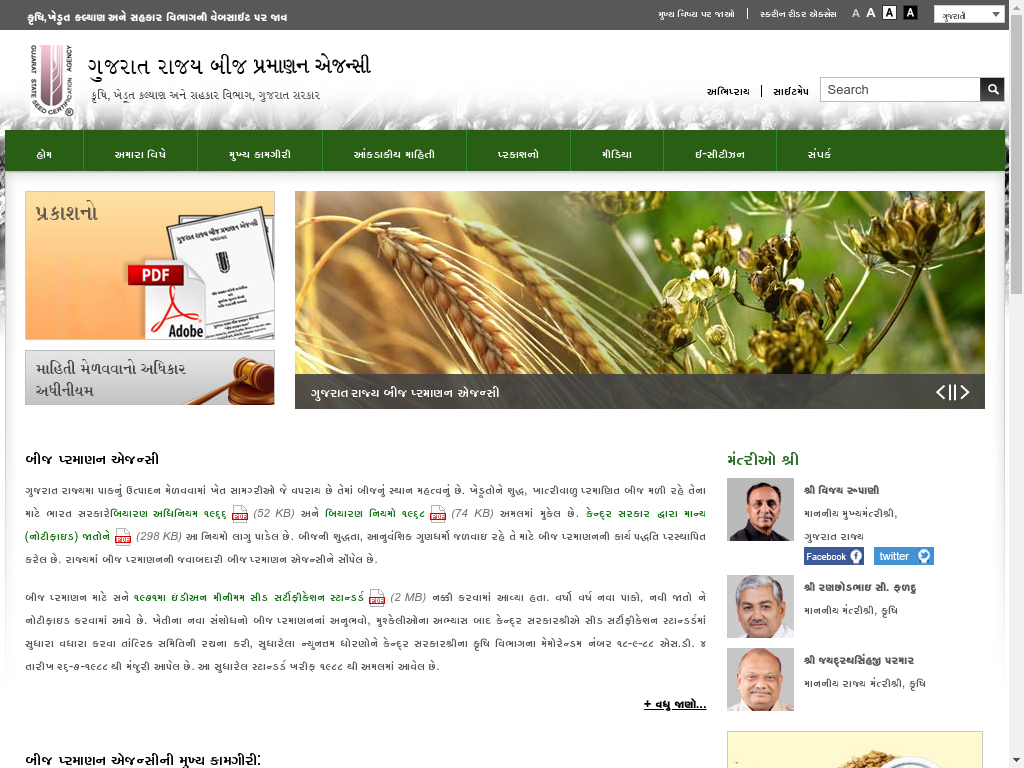 કૃષિ,ખેડૂત કલ્યાણ અને સહકાર વિભાગની વેબસાઈટ પર જાવ
મુખ્ય વિષય પર જાઓ
સ્ક્રીન રીડર એક્સેસ
A A A A
ગુજરાતી
GUJARAT STATE SEED CERTIFICATION AGENCY
ગુજરાત રાજ્ય બીજ પ્રમાણન એજન્સી
કૃષિ, ખેડૂત કલ્યાણ અને સહકાર વિભાગ, ગુજરાત સરકાર
અભિપ્રાય
સાઈટમેપ
Search
હોમ
અમારા વિષે
મુખ્ય કામગીરી
આંકડાકીય માહિતી
પ્રકાશનો
મીડિયા
ઈ-સીટીઝન
સંપર્ક
પ્રકાશનો
ગુજરાત રાજ્ય બીજ પ્રમાણન એજન્સી
PDF
Adobe
માહિતી મેળવવાનો અધિકાર
અધીનીયમ
ગુજરાત રાજ્ય બીજ પ્રમાણન એજન્સી
બીજ પ્રમાણન એજન્સી
ગુજરાત રાજ્યમા પાકનું ઉત્પાદન મેળવવામાં ખેત સામગરીઓ જે વપરાય છે તેમાં બીજનું સ્થાન મહત્વનું છે. ખેડૂતોને શુદ્ધ, ખાત્રીવાળુ પ્રમાણિત બીજ મળી રહે તેના
માટે ભારત સરકારેબિયારણ અધિનિયમ ૧૯૬૬ (52 KB) અને બિયારણ નિયમો ૧૯૬૮ (74 KB) અમલમાં મુકેલ છે. કેન્દ્ર સરકાર દ્વારા માન્ય
(નોટીફાઇડ) જાતોને (298 KB) આ નિયમો લાગુ પાડેલ છે. બીજની શુદ્ધતા, આનુવંશિક ગુણધર્મો જળવાઇ રહે તે માટે બીજ પ્રમાણનની કાર્ય પદ્ધતિ પ્રસ્થાપિત
કરેલ છે. રાજ્યમાં બીજ પ્રમાણનની જવાબદારી બીજ પ્રમાણન એજન્સીને સોંપેલ છે.
બીજ પ્રમાણન માટે સને ૧૯૭૧મા ઇંડીઅન મીનીમમ સીડ સર્ટીફીકેશન સ્ટાન્ડર્ડ (2 MB) નક્કી કરવામાં આવ્યા હતા. વર્ષો વર્ષ નવા પાકો, નવી જાતો ને
નોટીફાઇડ કરવામાં આવે છે. ખેતીના નવા સંશોધનો બીજ પ્રમાણનનાં અનુભવો, મુશ્કેલીઓના અભ્યાસ બાદ કેન્દ્ર સરકારશ્રીએ સીડ સર્ટીફીકેશન સ્ટાન્ડર્ડમાં
સુધારા વધારા કરવા તાંત્રિક સમિતિની રચના કરી, સુધારેલા ન્યુનત્તમ ધોરણોને કેન્દ્ર સરકારશ્રીના કૃષિ વિભાગના મેમોરેન્ડમ નંબર ૧૮-૯-૮૮ એસ.ડી. ૪
તારીખ ૨૬-૭-૧૯૮૮ થી મંજુરી આપેલ છે. આ સુધારેલ સ્ટાન્ડર્ડ ખરીફ ૧૯૮૮ થી અમલમાં આવેલ છે.
+ વધુ જાણો...
બીજ પ્રમાણન એજન્સીની મુખ્ય કામગીરી:
મંત્રીઓ શ્રી
શ્રી વિજય રૂપાણી
માનનીય મુખ્યમંત્રીશ્રી,
ગુજરાત રાજ્ય
Facebook
twitter
શ્રી રણછોડભાઇ સી. ફળદુ
માનનીય મંત્રીશ્રી, કૃષિ
શ્રી જયદ્રથસિંહજી પરમાર
માનનીય રાજ્ય મંત્રીશ્રી, કૃષિ